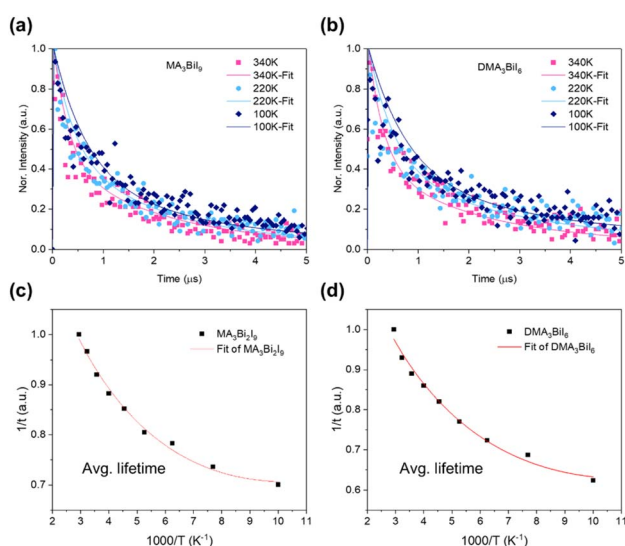 (a)
MA₃BiI₉
340K
340K-Fit
220K
220K-Fit
100K
100K-Fit
Nor. Intensity (a.u.)
1.0
0.8
0.6
0.4
0.2
0.0
0 1 2 3 4 5
Time (μs)
(b)
DMA₃BiI₆
340K
340K-Fit
220K
220K-Fit
100K
100K-Fit
Nor. Intensity (a.u.)
1.0
0.8
0.6
0.4
0.2
0.0
0 1 2 3 4 5
Time (μs)
(c)
MA₃Bi₂I₉
Fit of MA₃Bi₂I₉
1/t (a.u.)
1.0
0.9
0.8
0.7
Avg. lifetime
2 3 4 5 6 7 8 9 10 11
1000/T (K⁻¹)
(d)
DMA₃BiI₆
Fit of DMA₃BiI₆
1/t (a.u.)
1.0
0.9
0.8
0.7
0.6
Avg. lifetime
2 3 4 5 6 7 8 9 10 11
1000/T (K⁻¹)